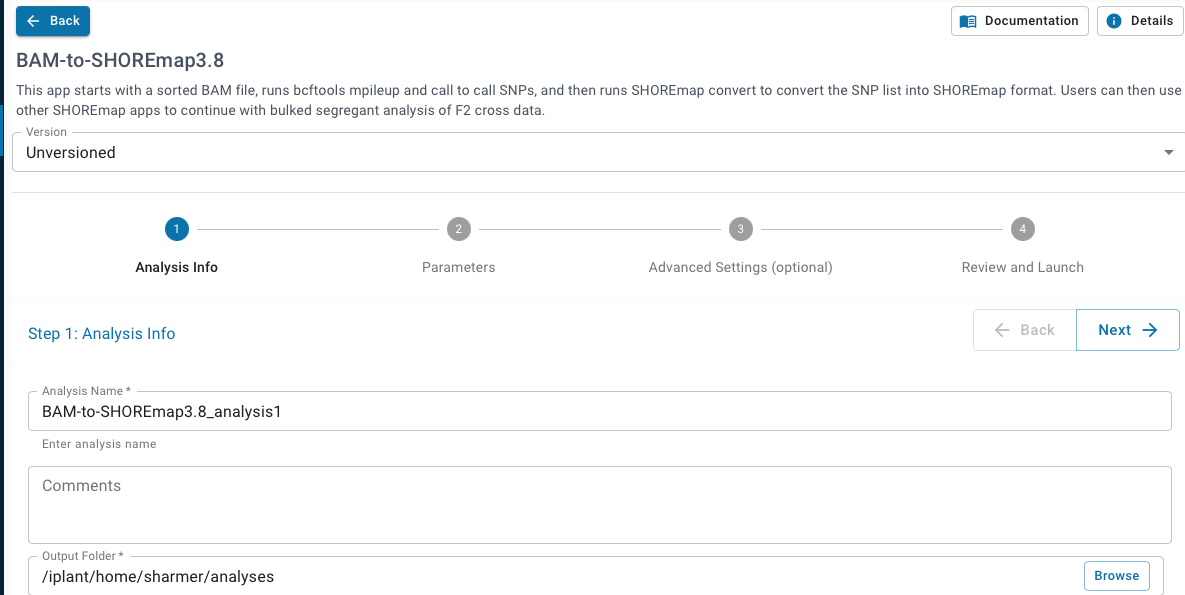 Back
Documentation
Details
BAM-to-SHOREmap3.8
This app starts with a sorted BAM file, runs bcftools mpileup and call to call SNPs, and then runs SHOREmap convert to convert the SNP list into SHOREmap format. Users can then use
other SHOREmap apps to continue with bulked segregant analysis of F2 cross data.
Version
Unversioned
1
2
3
4
Analysis Info
Parameters
Advanced Settings (optional)
Review and Launch
Step 1: Analysis Info
Back
Next
Analysis Name *
BAM-to-SHOREmap3.8_analysis1
Enter analysis name
Comments
Output Folder *
/iplant/home/sharmer/analyses
Browse